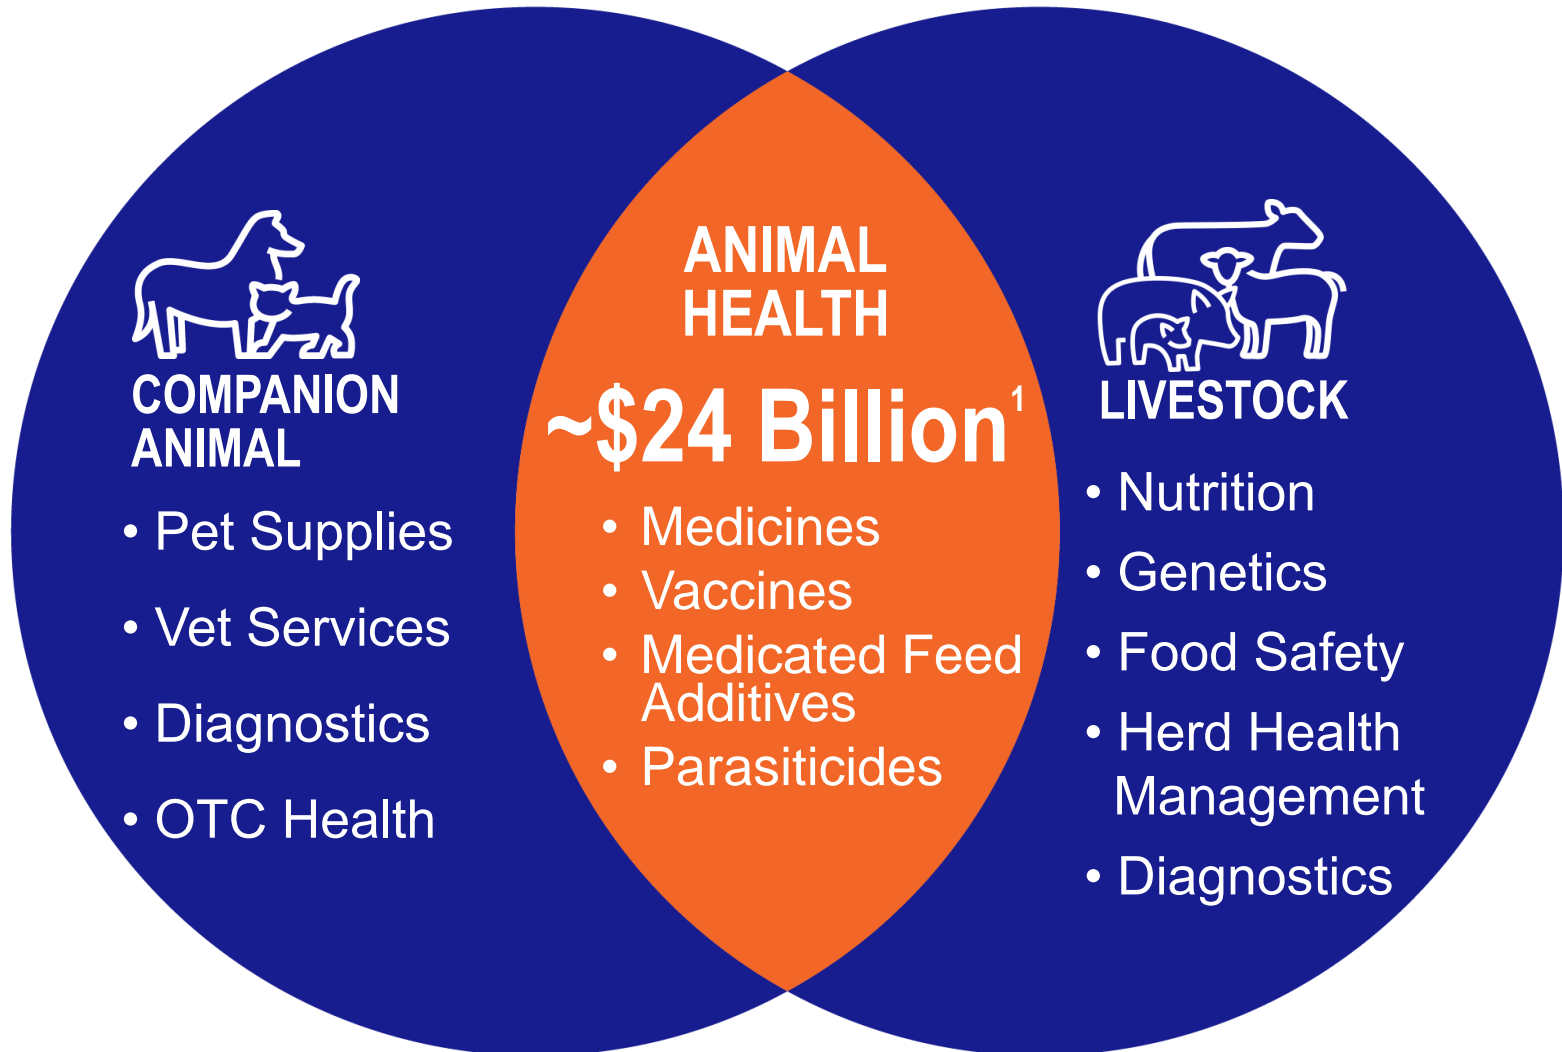 COMPANION
ANIMAL
• Pet Supplies
• Vet Services
• Diagnostics
• OTC Health
ANIMAL
HEALTH
~$24 Billion¹
• Medicines
• Vaccines
• Medicated Feed
Additives
• Parasiticides
LIVESTOCK
• Nutrition
• Genetics
• Food Safety
• Herd Health
Management
• Diagnostics